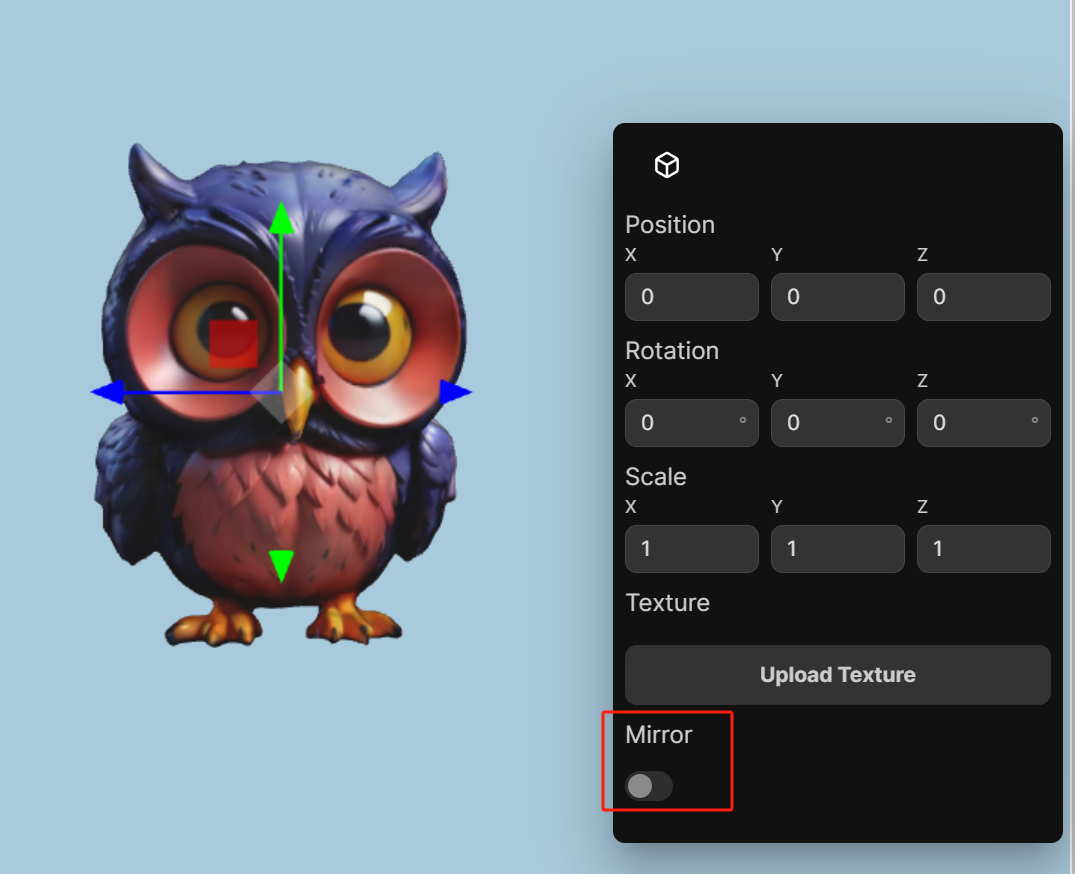 Position
X Y Z
0 0 0
Rotation
X Y Z
0 ° 0 ° 0 °
Scale
X Y Z
1 1 1
Texture
Upload Texture
Mirror